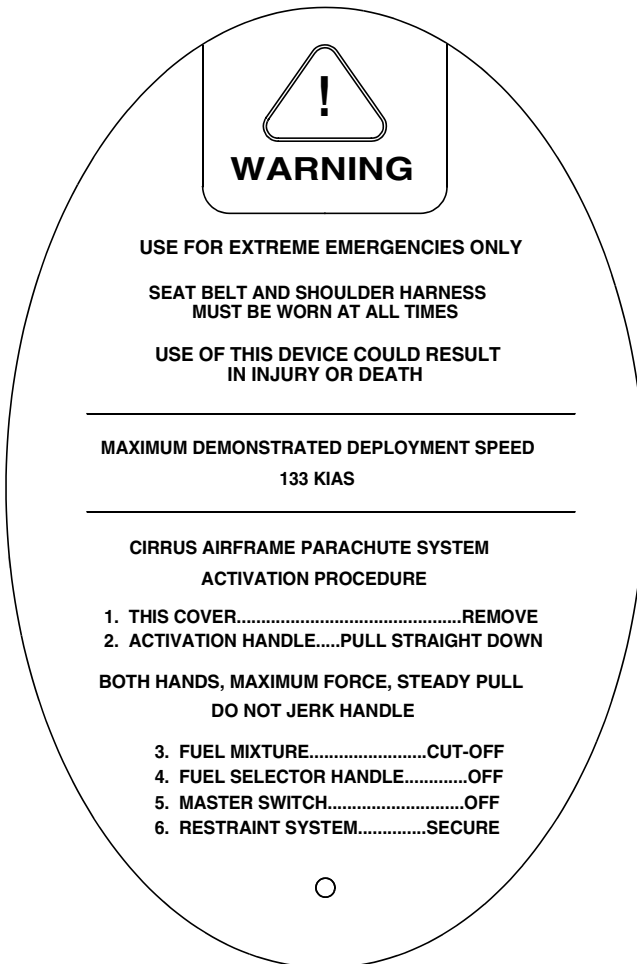 !
WARNING
USE FOR EXTREME EMERGENCIES ONLY
SEAT BELT AND SHOULDER HARNESS
MUST BE WORN AT ALL TIMES
USE OF THIS DEVICE COULD RESULT
IN INJURY OR DEATH
MAXIMUM DEMONSTRATED DEPLOYMENT SPEED
133 KIAS
CIRRUS AIRFRAME PARACHUTE SYSTEM
ACTIVATION PROCEDURE
1. THIS COVER..............................................REMOVE
2. ACTIVATION HANDLE.....PULL STRAIGHT DOWN
BOTH HANDS, MAXIMUM FORCE, STEADY PULL
DO NOT JERK HANDLE
3. FUEL MIXTURE........................CUT-OFF
4. FUEL SELECTOR HANDLE.............OFF
5. MASTER SWITCH............................OFF
6. RESTRAINT SYSTEM..............SECURE